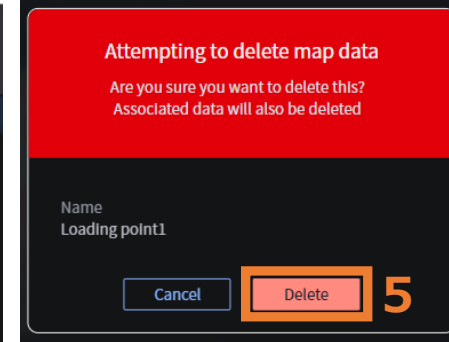 Attempting to delete map data
Are you sure you want to delete this?
Associated data will also be deleted
Name
Loading point1
Cancel
Delete
5